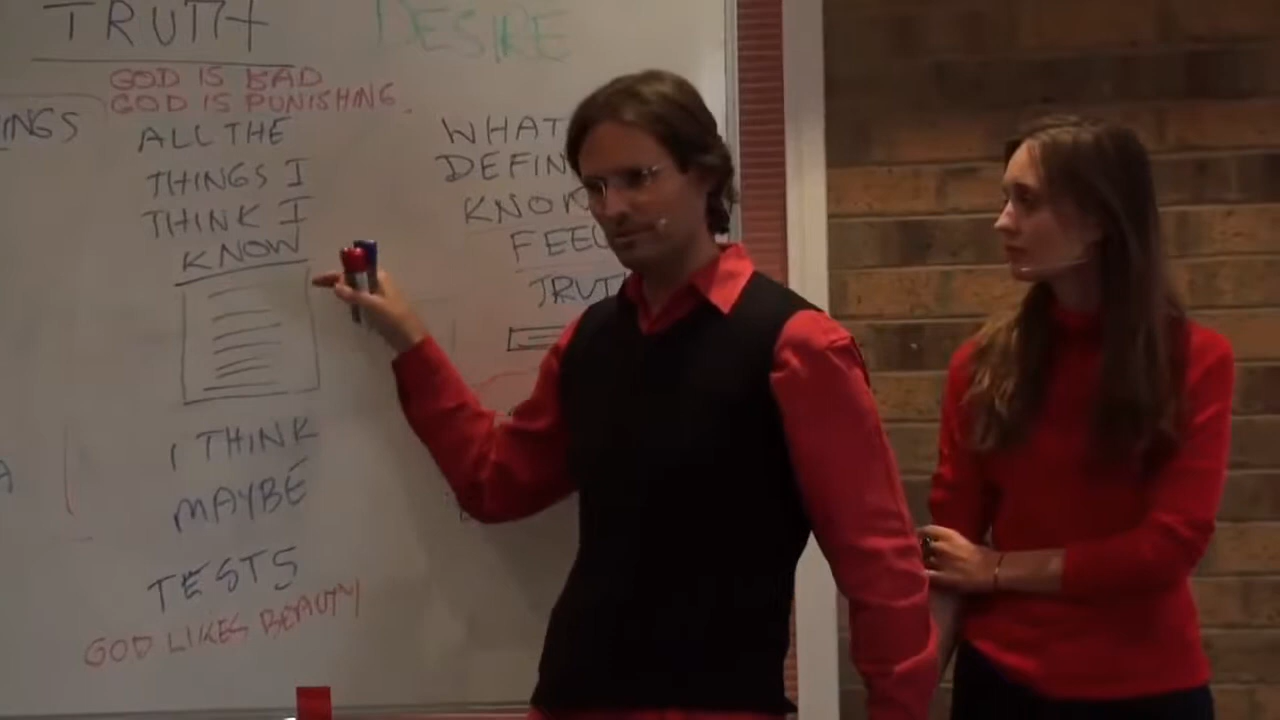 TRUTH
DESIRE
GOD IS BAD
GOD IS PUNISHING.
INGS
ALL THE
THINGS I
THINK I
KNOW
WHAT
DEFIN
KNOW
FEEL
TRUT
I THINK
MAYBE
TESTS
GOD LIKES BEAUTY